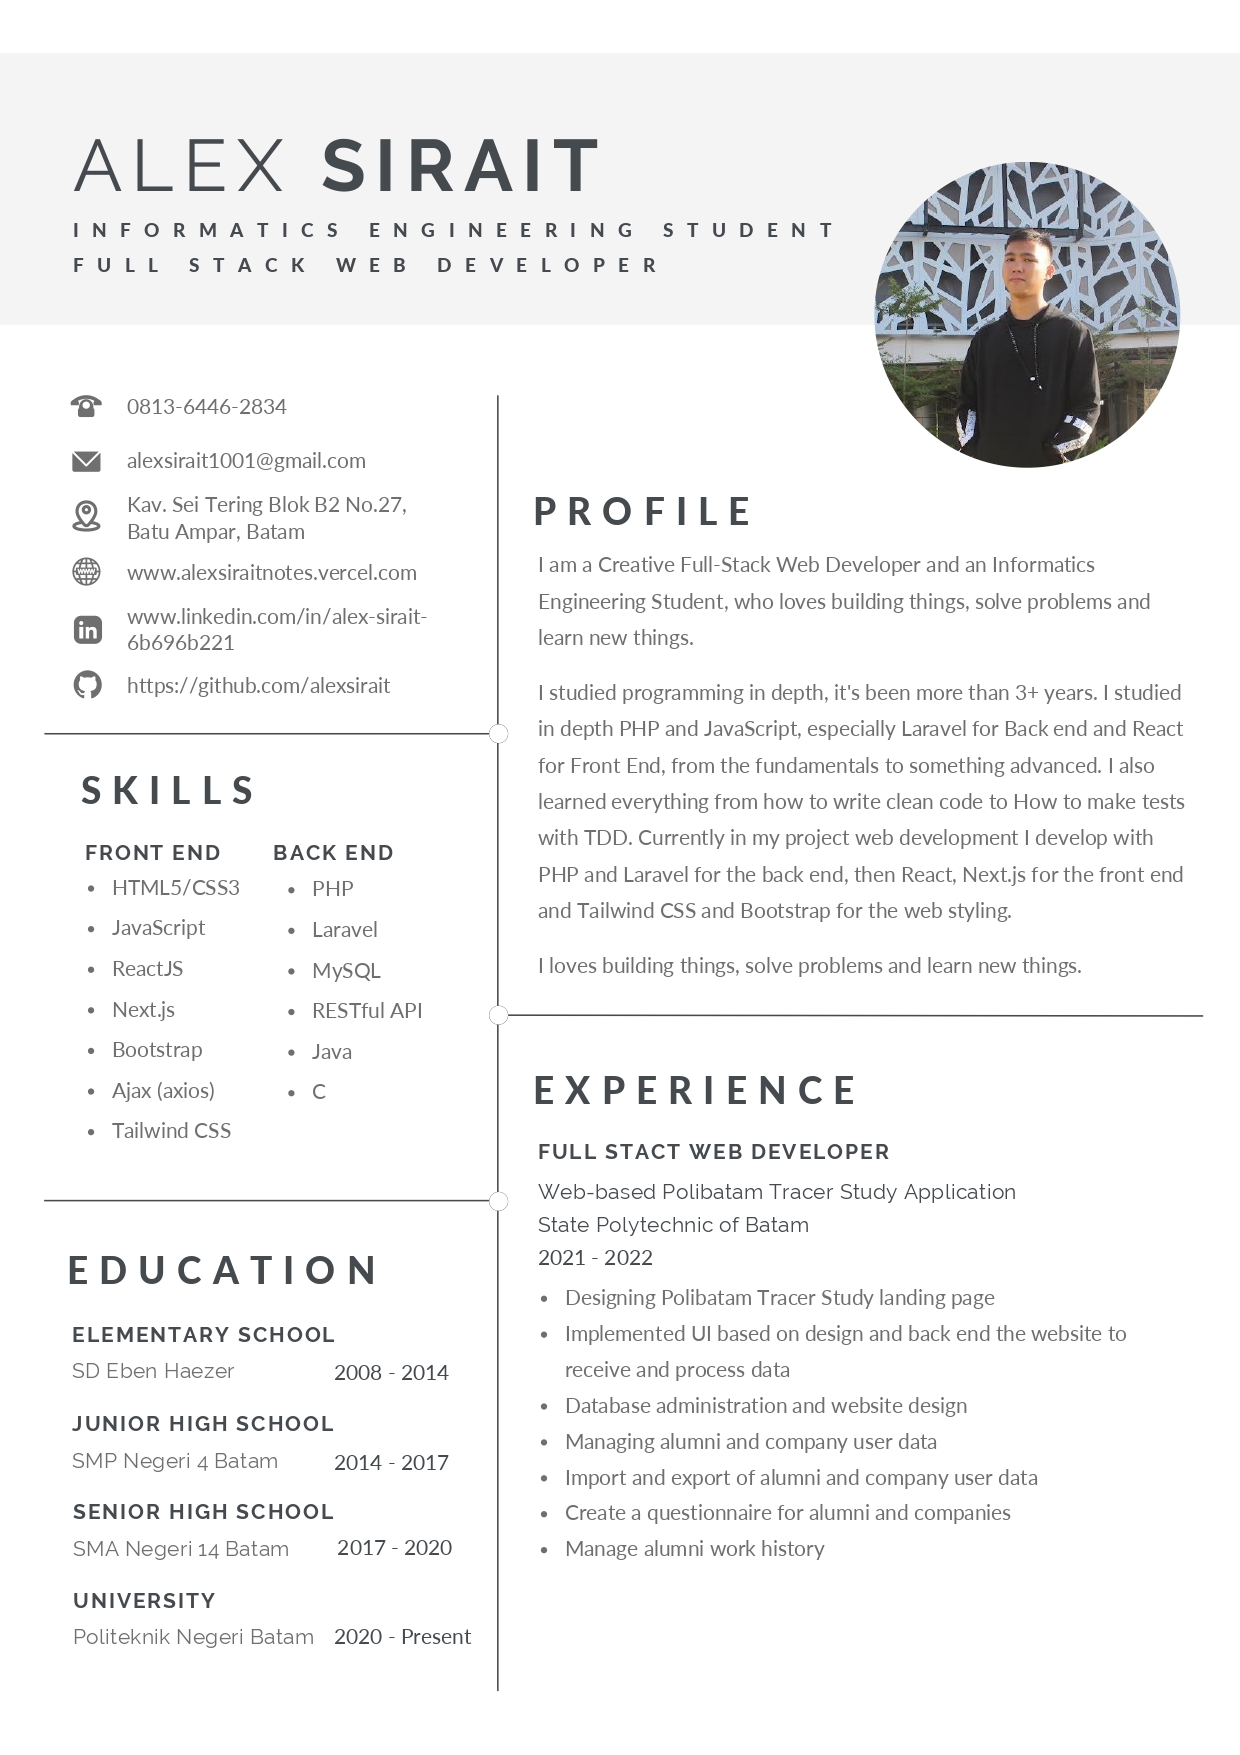 ALEX SIRAIT
INFORMATICS ENGINEERING STUDENT
FULL STACK WEB DEVELOPER
0813-6446-2834
alexsirait1001@gmail.com
Kav. Sei Tering Blok B2 No.27,
Batu Ampar, Batam
www.alexsiraitnotes.vercel.com
www.linkedin.com/in/alex-sirait-
6b696b221
https://github.com/alexsirait
SKILLS
FRONT END
HTML5/CSS3
JavaScript
ReactJS
Next.js
Bootstrap
Ajax (axios)
Tailwind CSS
BACK END
PHP
Laravel
MySQL
RESTful API
Java
C
EDUCATION
ELEMENTARY SCHOOL
SD Eben Haezer 2008 - 2014
JUNIOR HIGH SCHOOL
SMP Negeri 4 Batam 2014 - 2017
SENIOR HIGH SCHOOL
SMA Negeri 14 Batam 2017 - 2020
UNIVERSITY
Politeknik Negeri Batam 2020 - Present
PROFILE
I am a Creative Full-Stack Web Developer and an Informatics
Engineering Student, who loves building things, solve problems and
learn new things.
I studied programming in depth, it's been more than 3+ years. I studied
in depth PHP and JavaScript, especially Laravel for Back end and React
for Front End, from the fundamentals to something advanced. I also
learned everything from how to write clean code to How to make tests
with TDD. Currently in my project web development I develop with
PHP and Laravel for the back end, then React, Next.js for the front end
and Tailwind CSS and Bootstrap for the web styling.
I loves building things, solve problems and learn new things.
EXPERIENCE
FULL STACT WEB DEVELOPER
Web-based Polibatam Tracer Study Application
State Polytechnic of Batam
2021 - 2022
Designing Polibatam Tracer Study landing page
Implemented UI based on design and back end the website to
receive and process data
Database administration and website design
Managing alumni and company user data
Import and export of alumni and company user data
Create a questionnaire for alumni and companies
Manage alumni work history